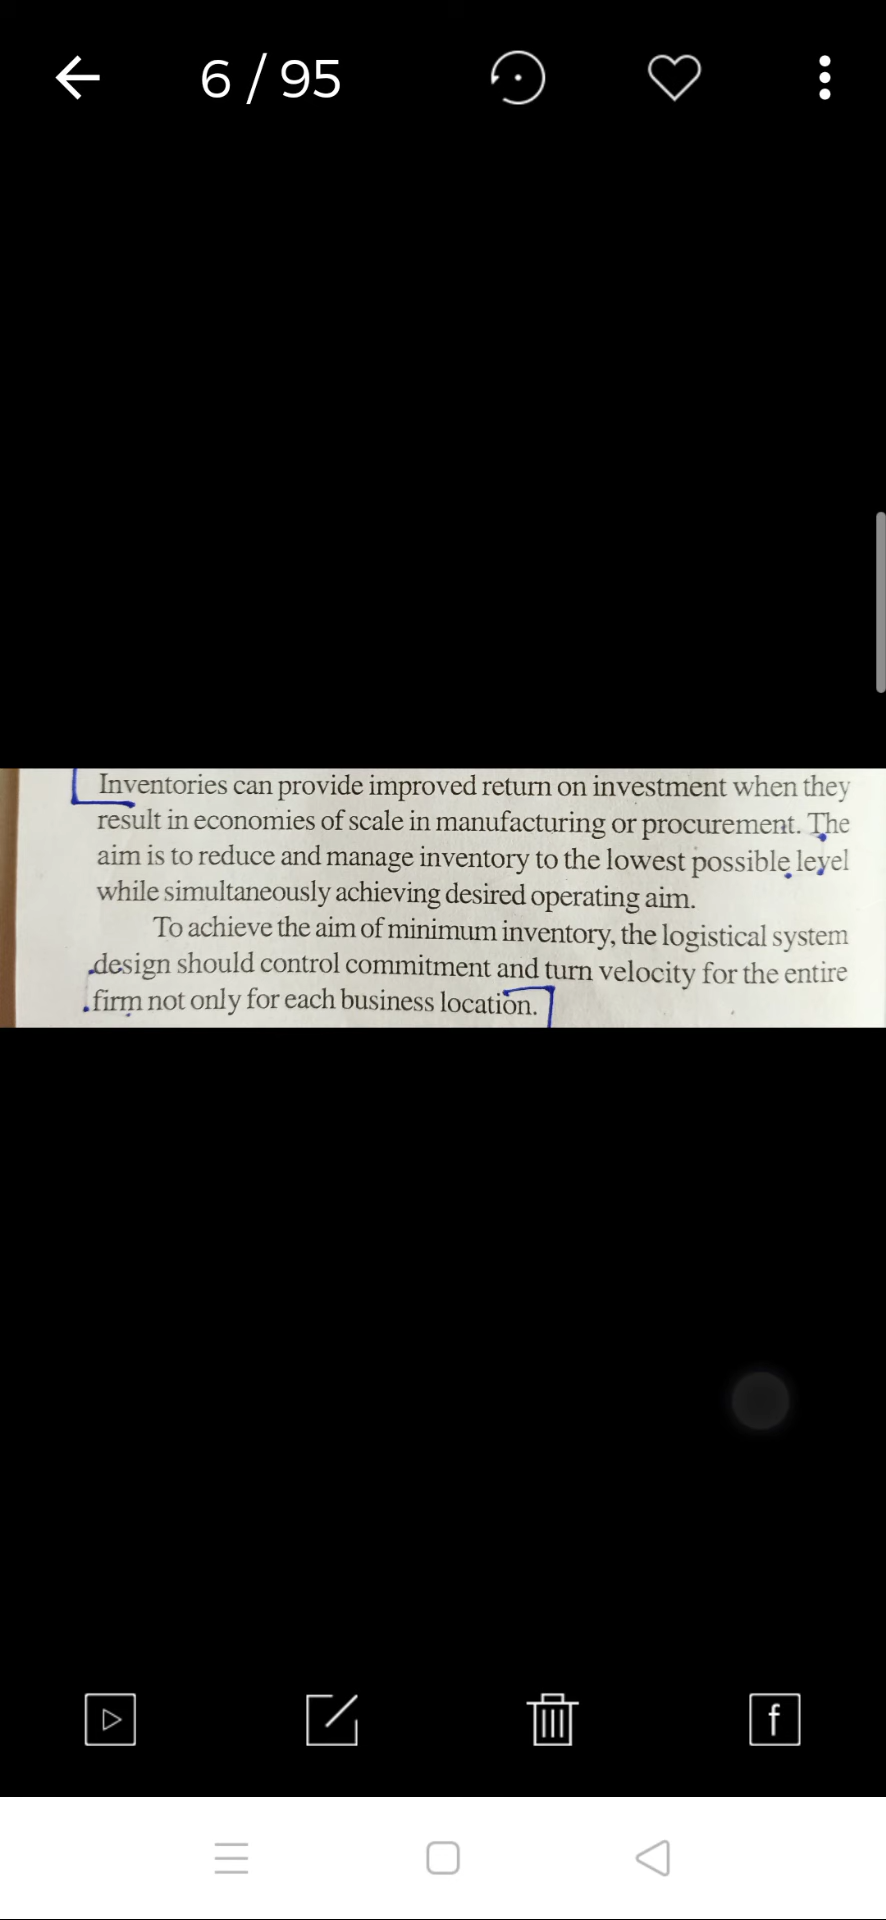 6 / 95
Inventories can provide improved return on investment when they
result in economies of scale in manufacturing or procurement. The
aim is to reduce and manage inventory to the lowest possible level
while simultaneously achieving desired operating aim.
To achieve the aim of minimum inventory, the logistical system
design should control commitment and turn velocity for the entire
firm not only for each business location.
f